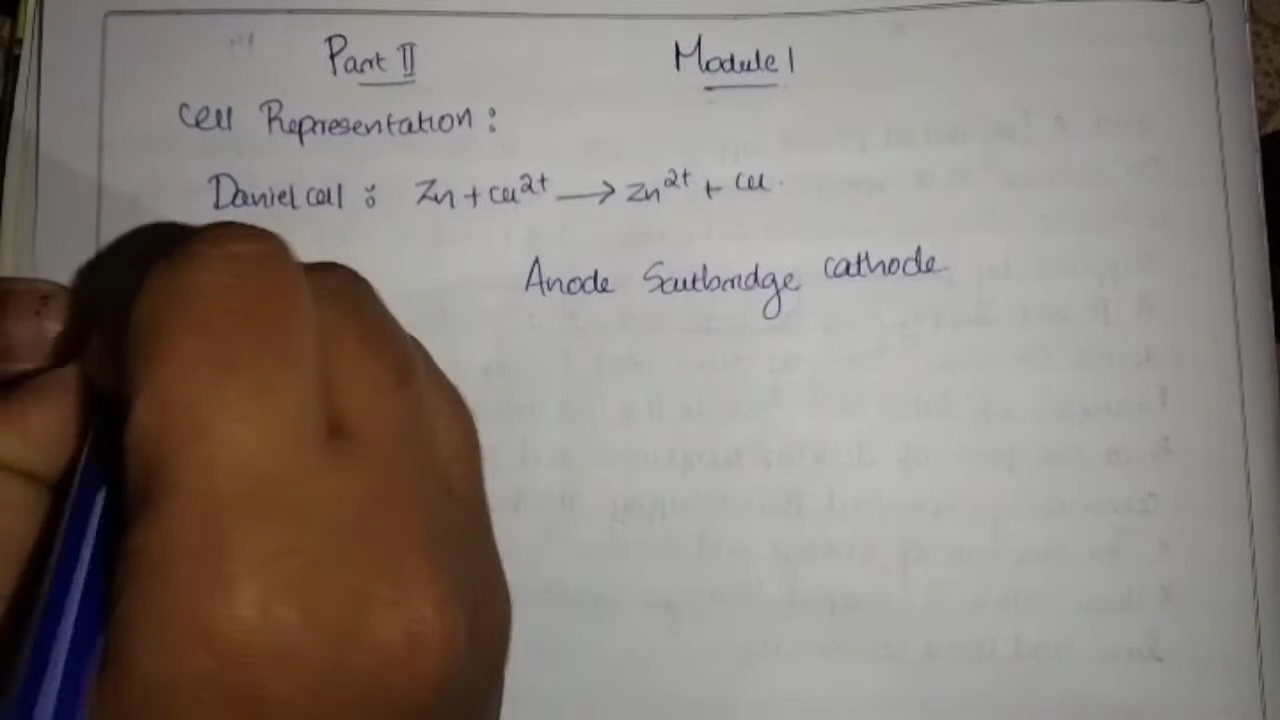 Part II Module 1
Cell Representation:
Daniel cell : Zn + Cu2+ → Zn2+ + Cu.
Anode Saltbridge cathode